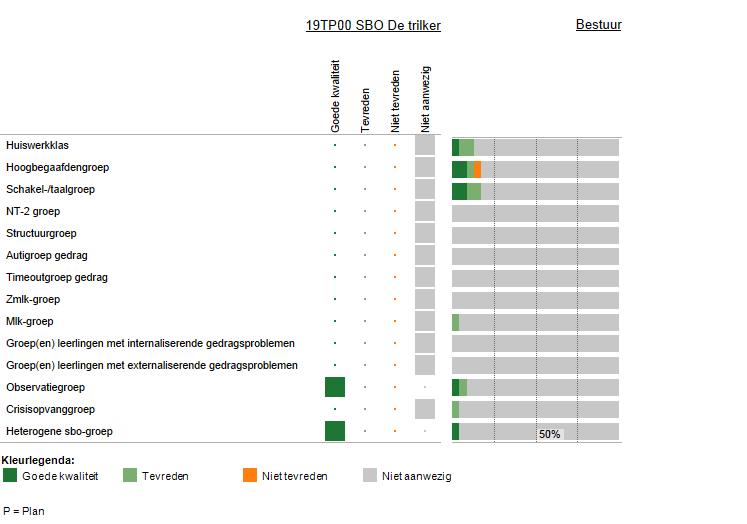 19TP00 SBO De trilker Bestuur
Goede kwaliteit
Tevreden
Niet tevreden
Niet aanwezig
Huiswerkklas
Hoogbegaafdengroep
Schakel-/taalgroep
NT-2 groep
Structuurgroep
Autigroep gedrag
Timeoutgroep gedrag
Zmlk-groep
Mlk-groep
Groep(en) leerlingen met internaliserende gedragsproblemen
Groep(en) leerlingen met externaliserende gedragsproblemen
Observatiegroep
Crisisopvanggroep
Heterogene sbo-groep 50%
Kleurlegenda:
Goede kwaliteit Tevreden Niet tevreden Niet aanwezig
P = Plan